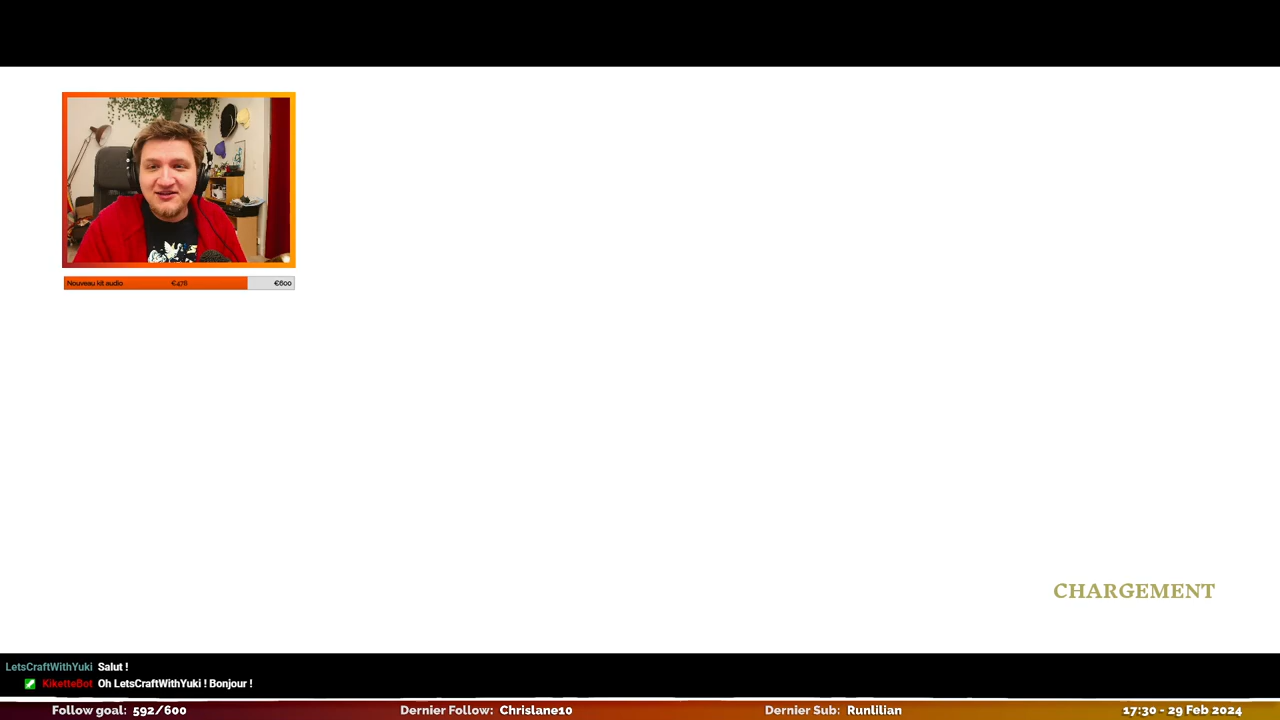 Nouveau kit audio €478 €600
CHARGEMENT
LetsCraftWithYuki Salut !
KiketteBot Oh LetsCraftWithYuki ! Bonjour !
Follow goal: 592/600 Dernier Follow: Chrislane10 Dernier Sub: Runlilian 17:30 - 29 Feb 2024